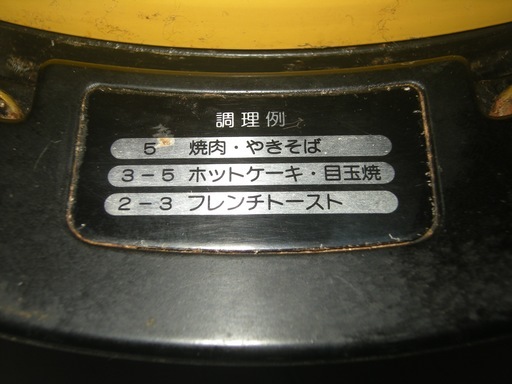 調理例
5 焼肉・やきそば
3-5 ホットケーキ・目玉焼
2-3 フレンチトースト